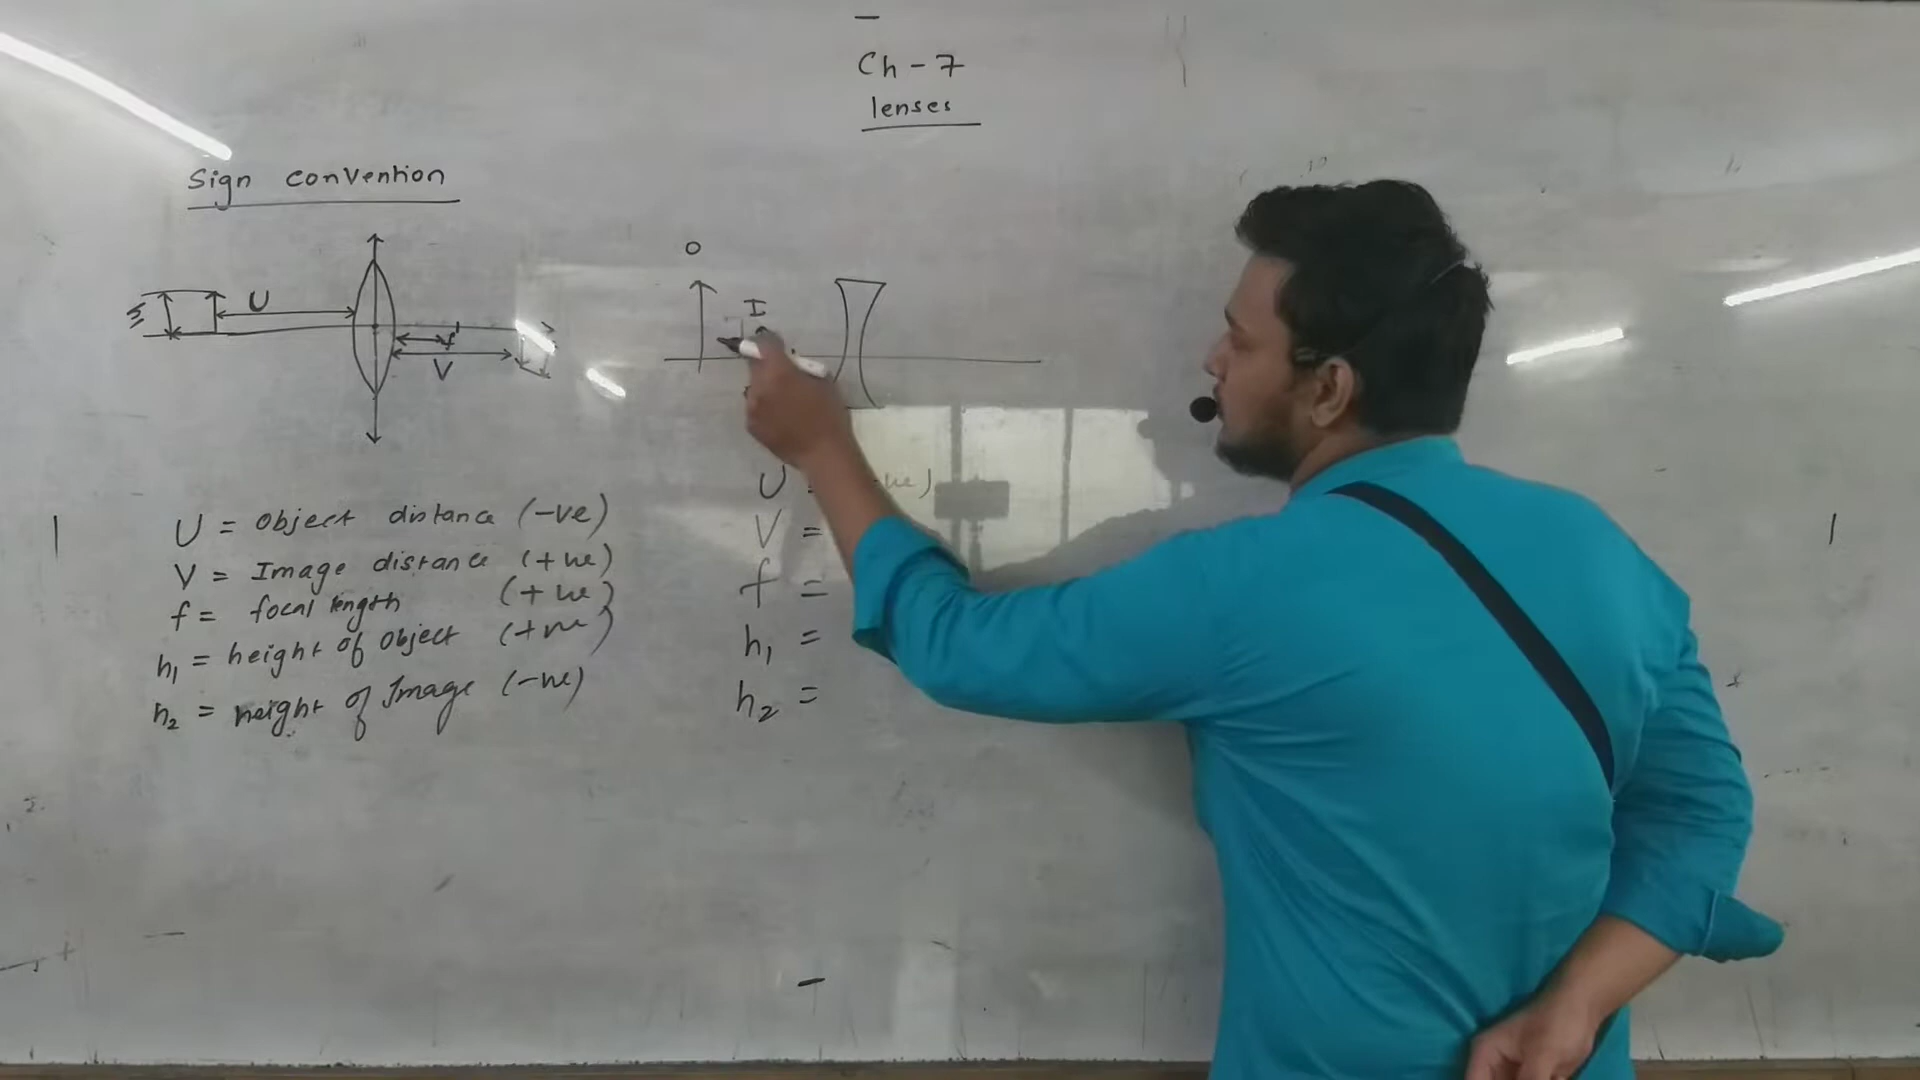 Ch - 7
lenses
Sign convention
U
f
V
O
I
U = object distance (-ve)
V = Image distance (+ve)
f = focal length (+ve)
h₁ = height of object (+ve)
h₂ = height of Image (-ve)
U
V =
f =
h₁ =
h₂ =